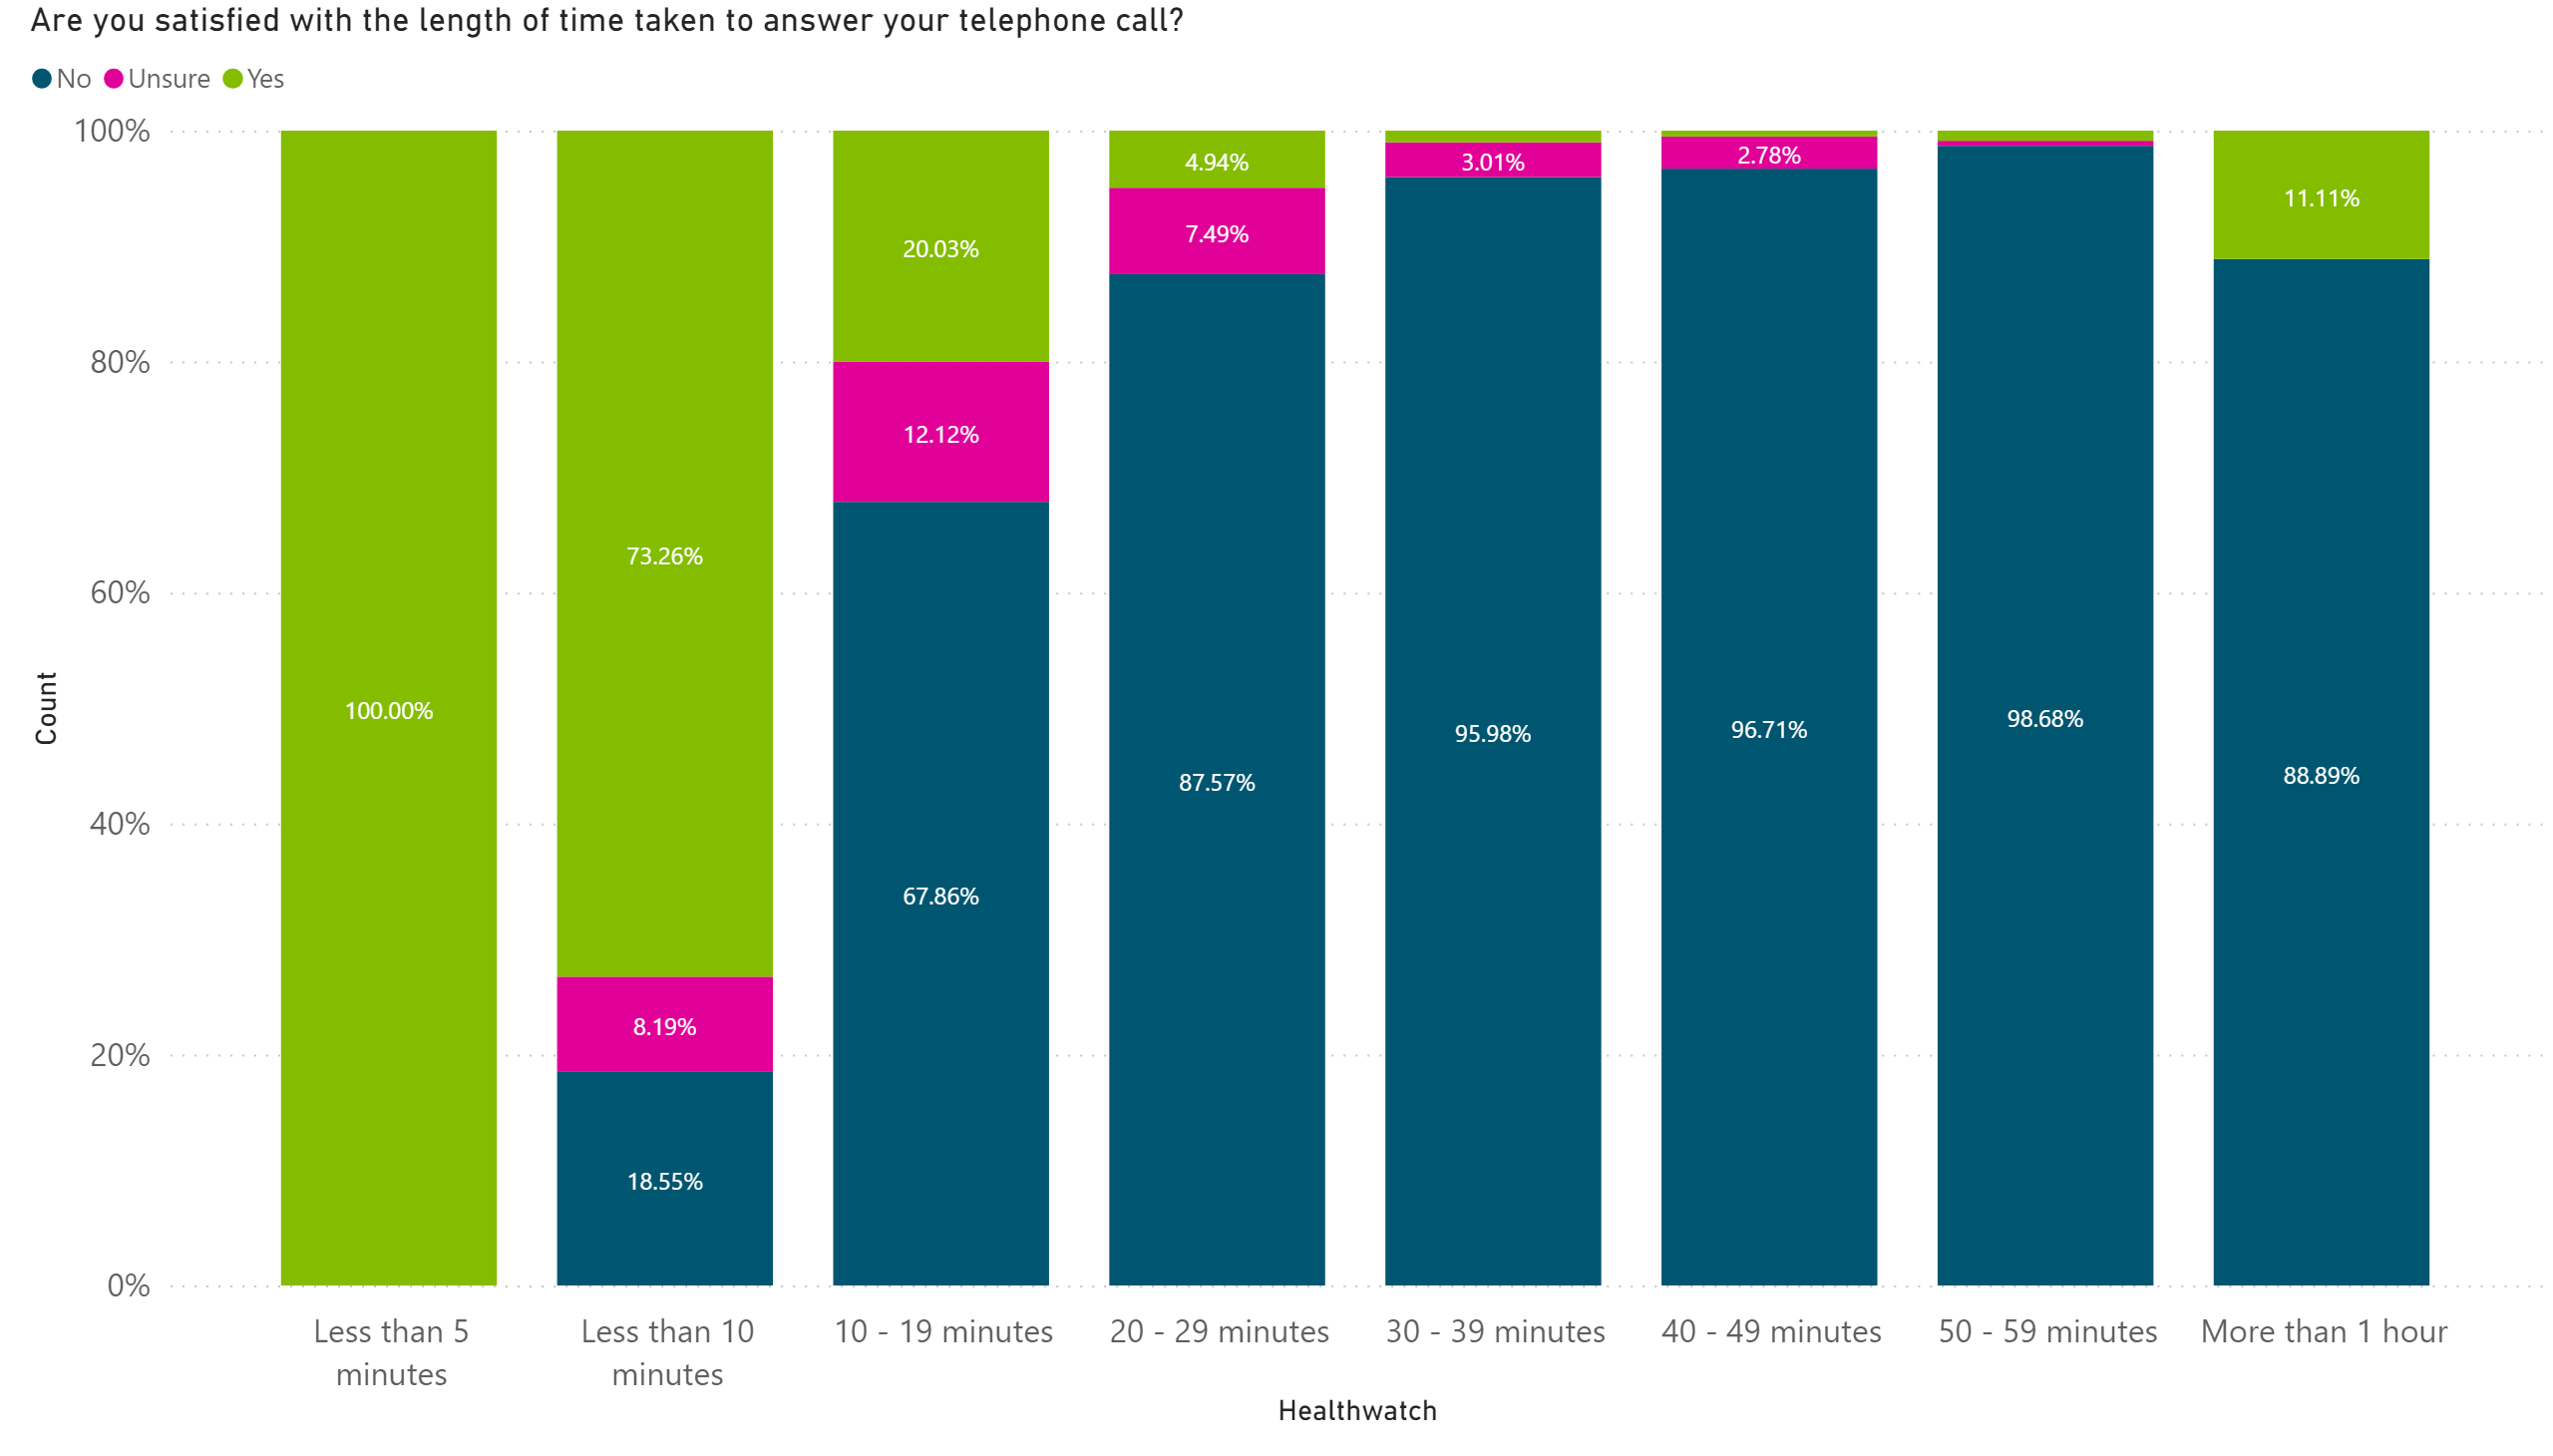 Are you satisfied with the length of time taken to answer your telephone call?
No Unsure Yes
100%
80%
60%
40%
20%
0%
Count
100.00%
73.26%
8.19%
18.55%
20.03%
12.12%
67.86%
4.94%
7.49%
87.57%
3.01%
95.98%
2.78%
96.71%
98.68%
11.11%
88.89%
Less than 5
minutes
Less than 10
minutes
10 - 19 minutes
20 - 29 minutes
30 - 39 minutes
40 - 49 minutes
50 - 59 minutes
More than 1 hour
Healthwatch